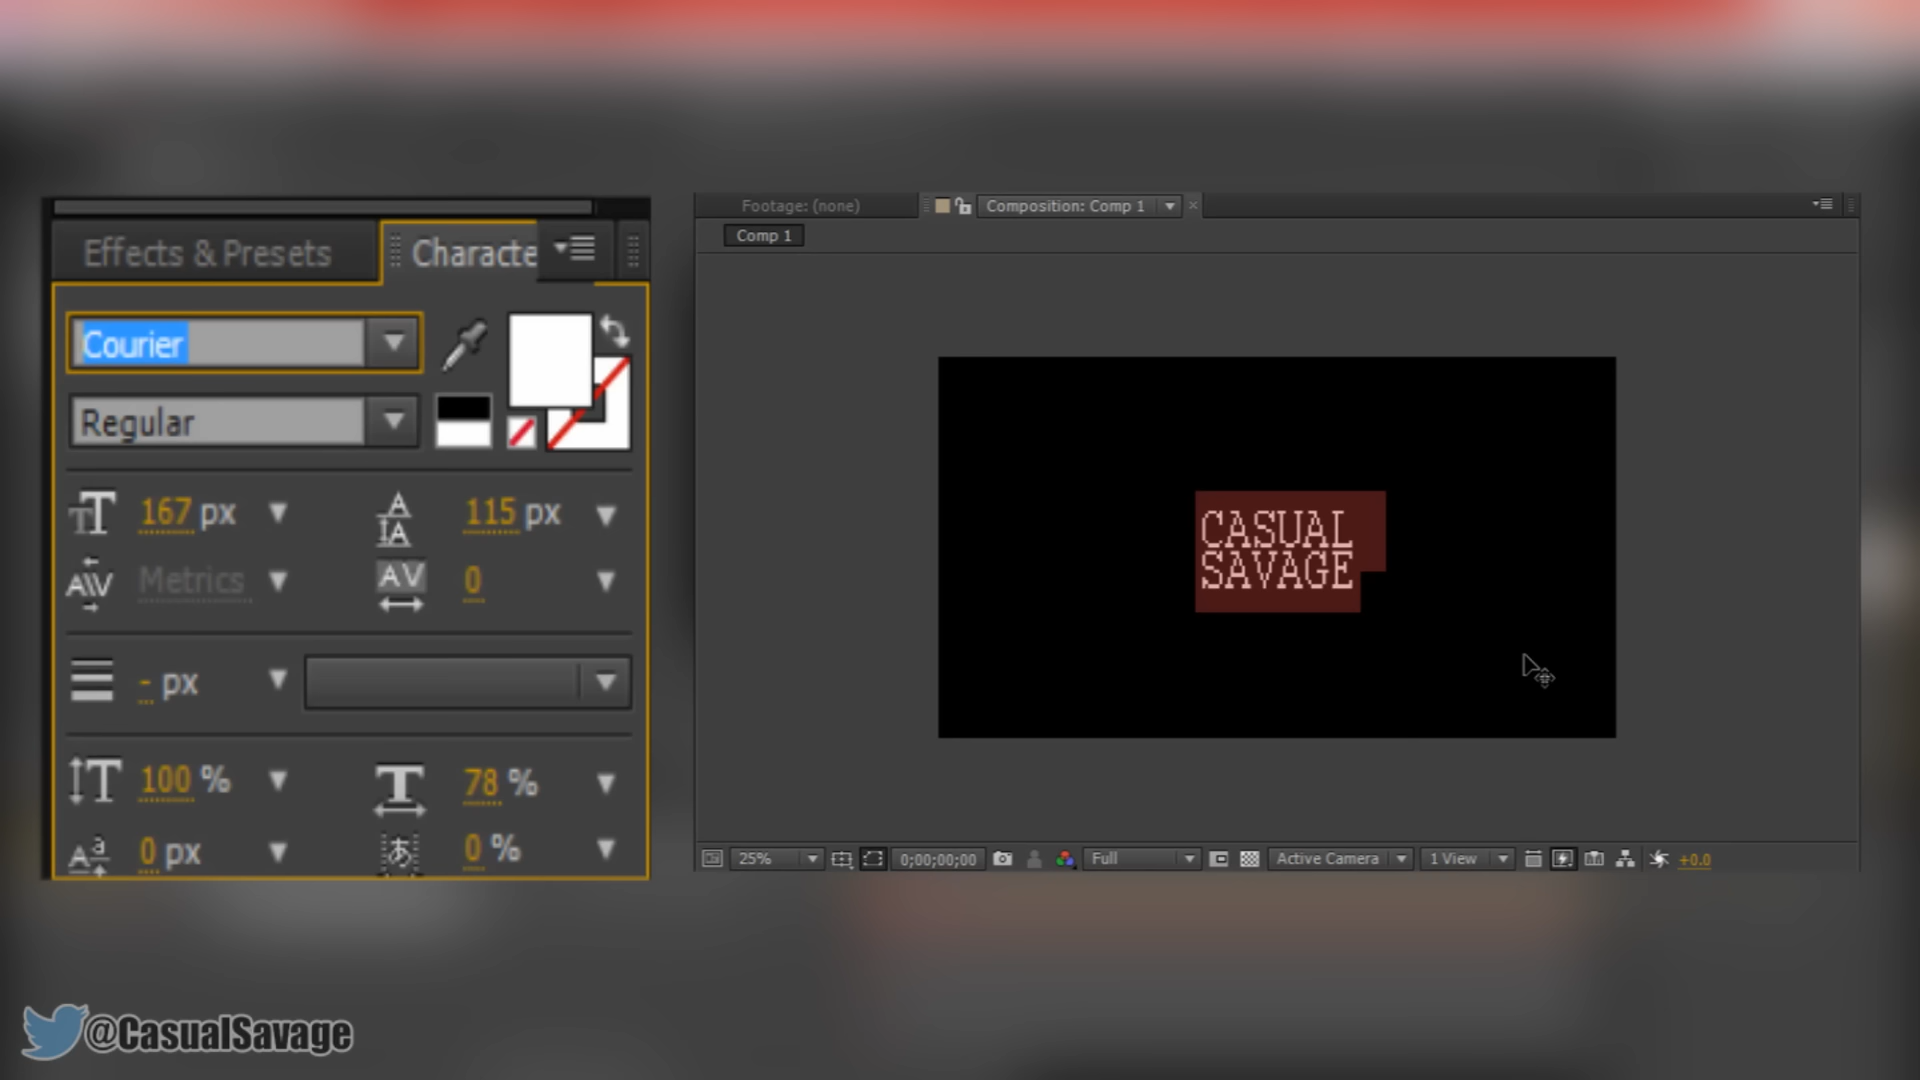 Effects & Presets
Characte
Courier
Regular
167 px
115 px
Metrics
0
- px
100 %
78 %
0 px
0 %
Footage: (none)
Composition: Comp 1
Comp 1
CASUAL
SAVAGE
25%
0;00;00;00
Full
Active Camera
1 View
+0.0
@CasualSavage